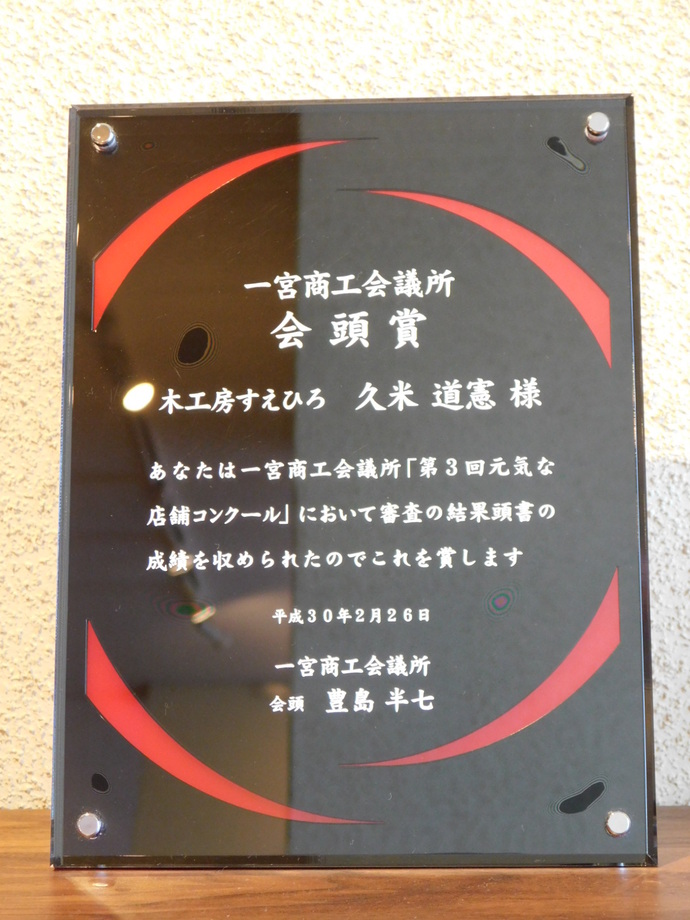 一宮商工会議所
会頭賞
木工房すえひろ 久米 道憲 様
あなたは一宮商工会議所「第3回元気な
店舗コンクール」において審査の結果頭書の
成績を収められたのでこれを賞します
平成30年2月26日
一宮商工会議所
会頭 豊島 半七